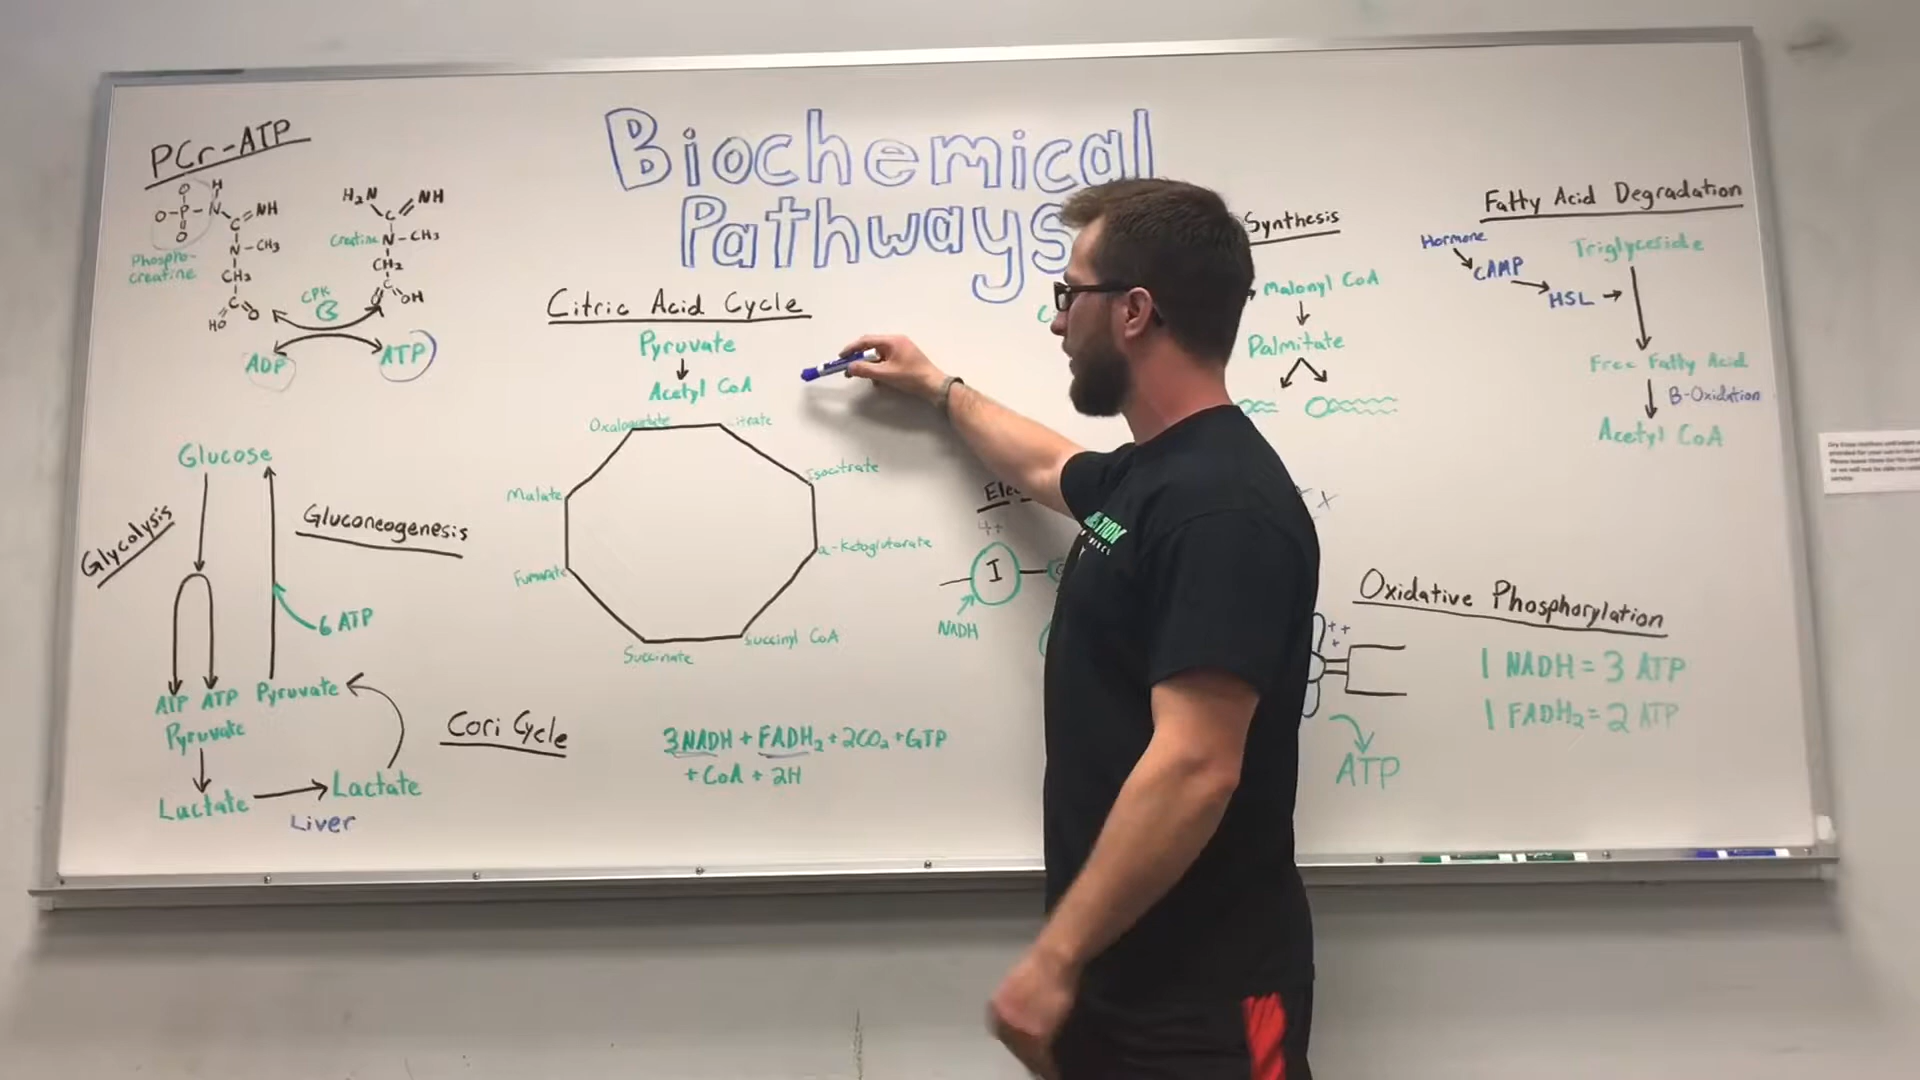 Biochemical
Pathways
PCr-ATP
O
H
O-P-N
O
C=NH
N-CH3
CH2
C
O
HO
Phospho-
creatine
H2N
NH
C
Creatine N-CH3
CH2
C
O
OH
CPK
ADP
ATP
Glucose
Glycolysis
Gluconeogenesis
6 ATP
ATP ATP Pyruvate
Pyruvate
Lactate
Lactate
Liver
Cori Cycle
Citric Acid Cycle
Pyruvate
Acetyl CoA
Oxaloacetate
Citrate
Isocitrate
α-Ketoglutarate
Succinyl CoA
Succinate
Fumarate
Malate
3NADH + FADH2 + 2CO2 + GTP
+ CoA + 2H
Synthesis
Malonyl CoA
Palmitate
Ele
4+
I
NADH
++
+
ATP
Fatty Acid Degradation
Hormone
CAMP
HSL
Triglyceride
Free Fatty Acid
B-Oxidation
Acetyl CoA
Oxidative Phosphorylation
1 NADH = 3 ATP
1 FADH2 = 2 ATP